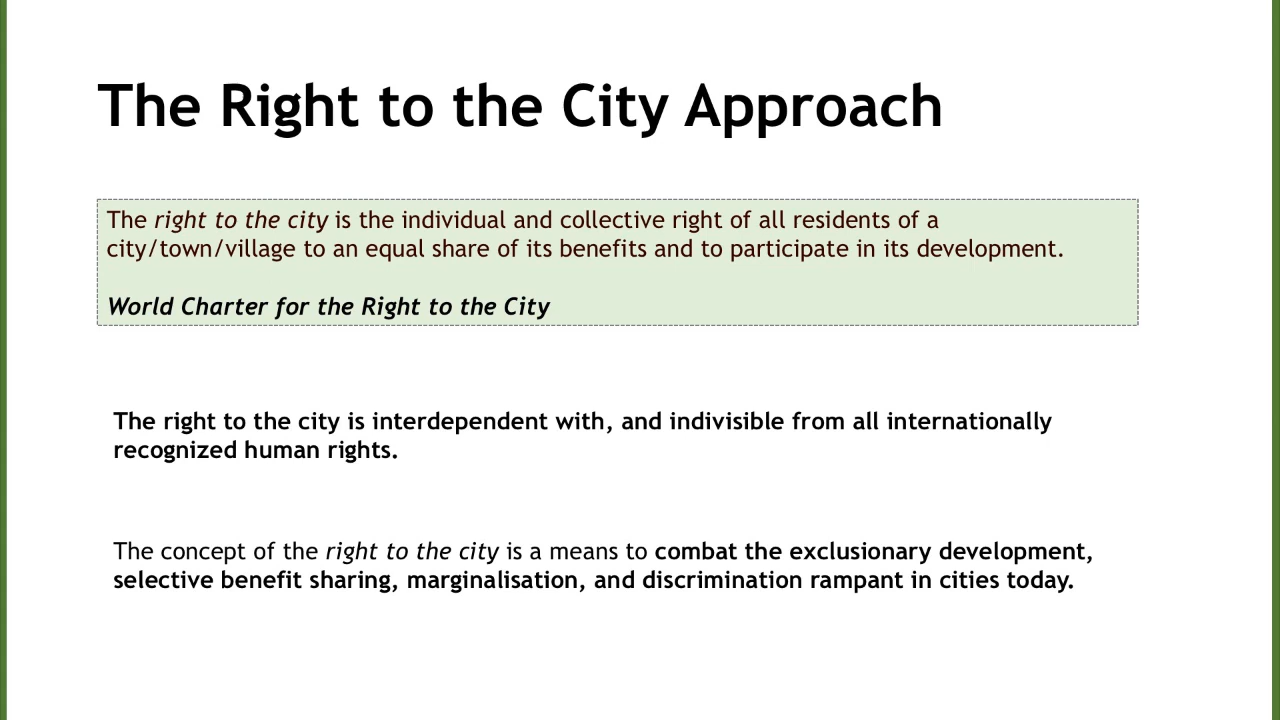 The Right to the City Approach
The right to the city is the individual and collective right of all residents of a
city/town/village to an equal share of its benefits and to participate in its development.
World Charter for the Right to the City
The right to the city is interdependent with, and indivisible from all internationally
recognized human rights.
The concept of the right to the city is a means to combat the exclusionary development,
selective benefit sharing, marginalisation, and discrimination rampant in cities today.